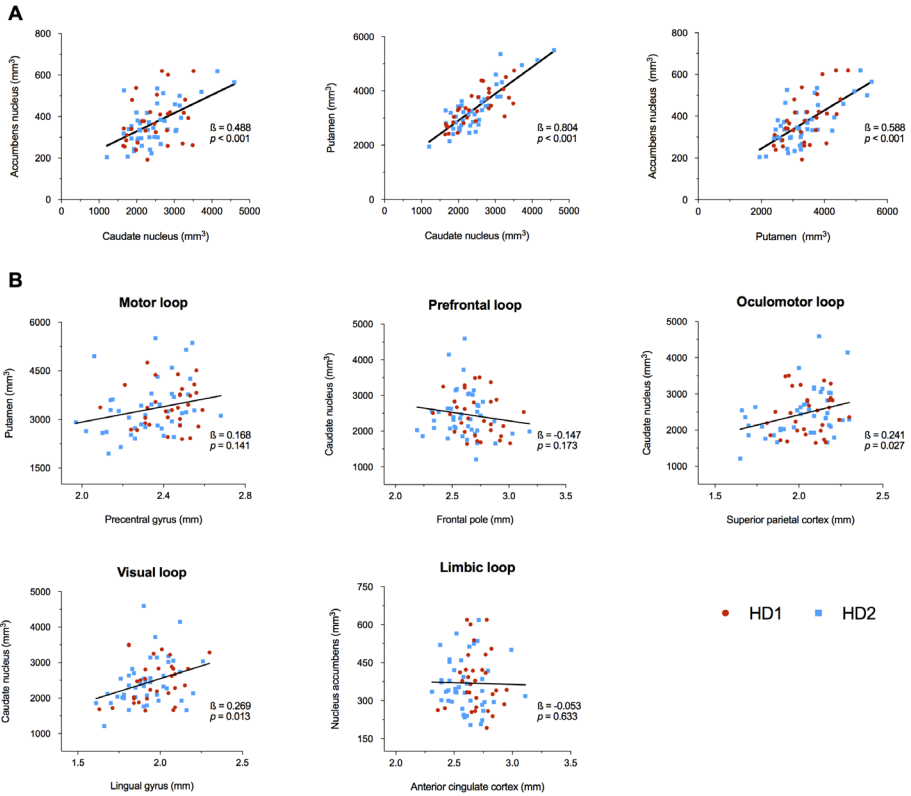 A
Accumbens nucleus (mm³)
800
600
400
200
0
0 1000 2000 3000 4000 5000
Caudate nucleus (mm³)
ß = 0.488
p < 0.001
Putamen (mm³)
6000
4000
2000
0
0 1000 2000 3000 4000 5000
Caudate nucleus (mm³)
ß = 0.804
p < 0.001
Accumbens nucleus (mm³)
800
600
400
200
0
0 2000 4000 6000
Putamen (mm³)
ß = 0.588
p < 0.001
B
Motor loop
Putamen (mm³)
6000
4500
3000
1500
2.0 2.4 2.8
Precentral gyrus (mm)
ß = 0.168
p = 0.141
Prefrontal loop
Caudate nucleus (mm³)
5000
4000
3000
2000
1000
2.0 2.5 3.0 3.5
Frontal pole (mm)
ß = -0.147
p = 0.173
Oculomotor loop
Caudate nucleus (mm³)
5000
4000
3000
2000
1000
1.5 2.0 2.5
Superior parietal cortex (mm)
ß = 0.241
p = 0.027
Visual loop
Caudate nucleus (mm³)
5000
4000
3000
2000
1000
1.5 2.0 2.5
Lingual gyrus (mm)
ß = 0.269
p = 0.013
Limbic loop
Nucleus accumbens (mm³)
750
600
450
300
150
2.0 2.5 3.0 3.5
Anterior cingulate cortex (mm)
ß = -0.053
p = 0.633
HD1 HD2